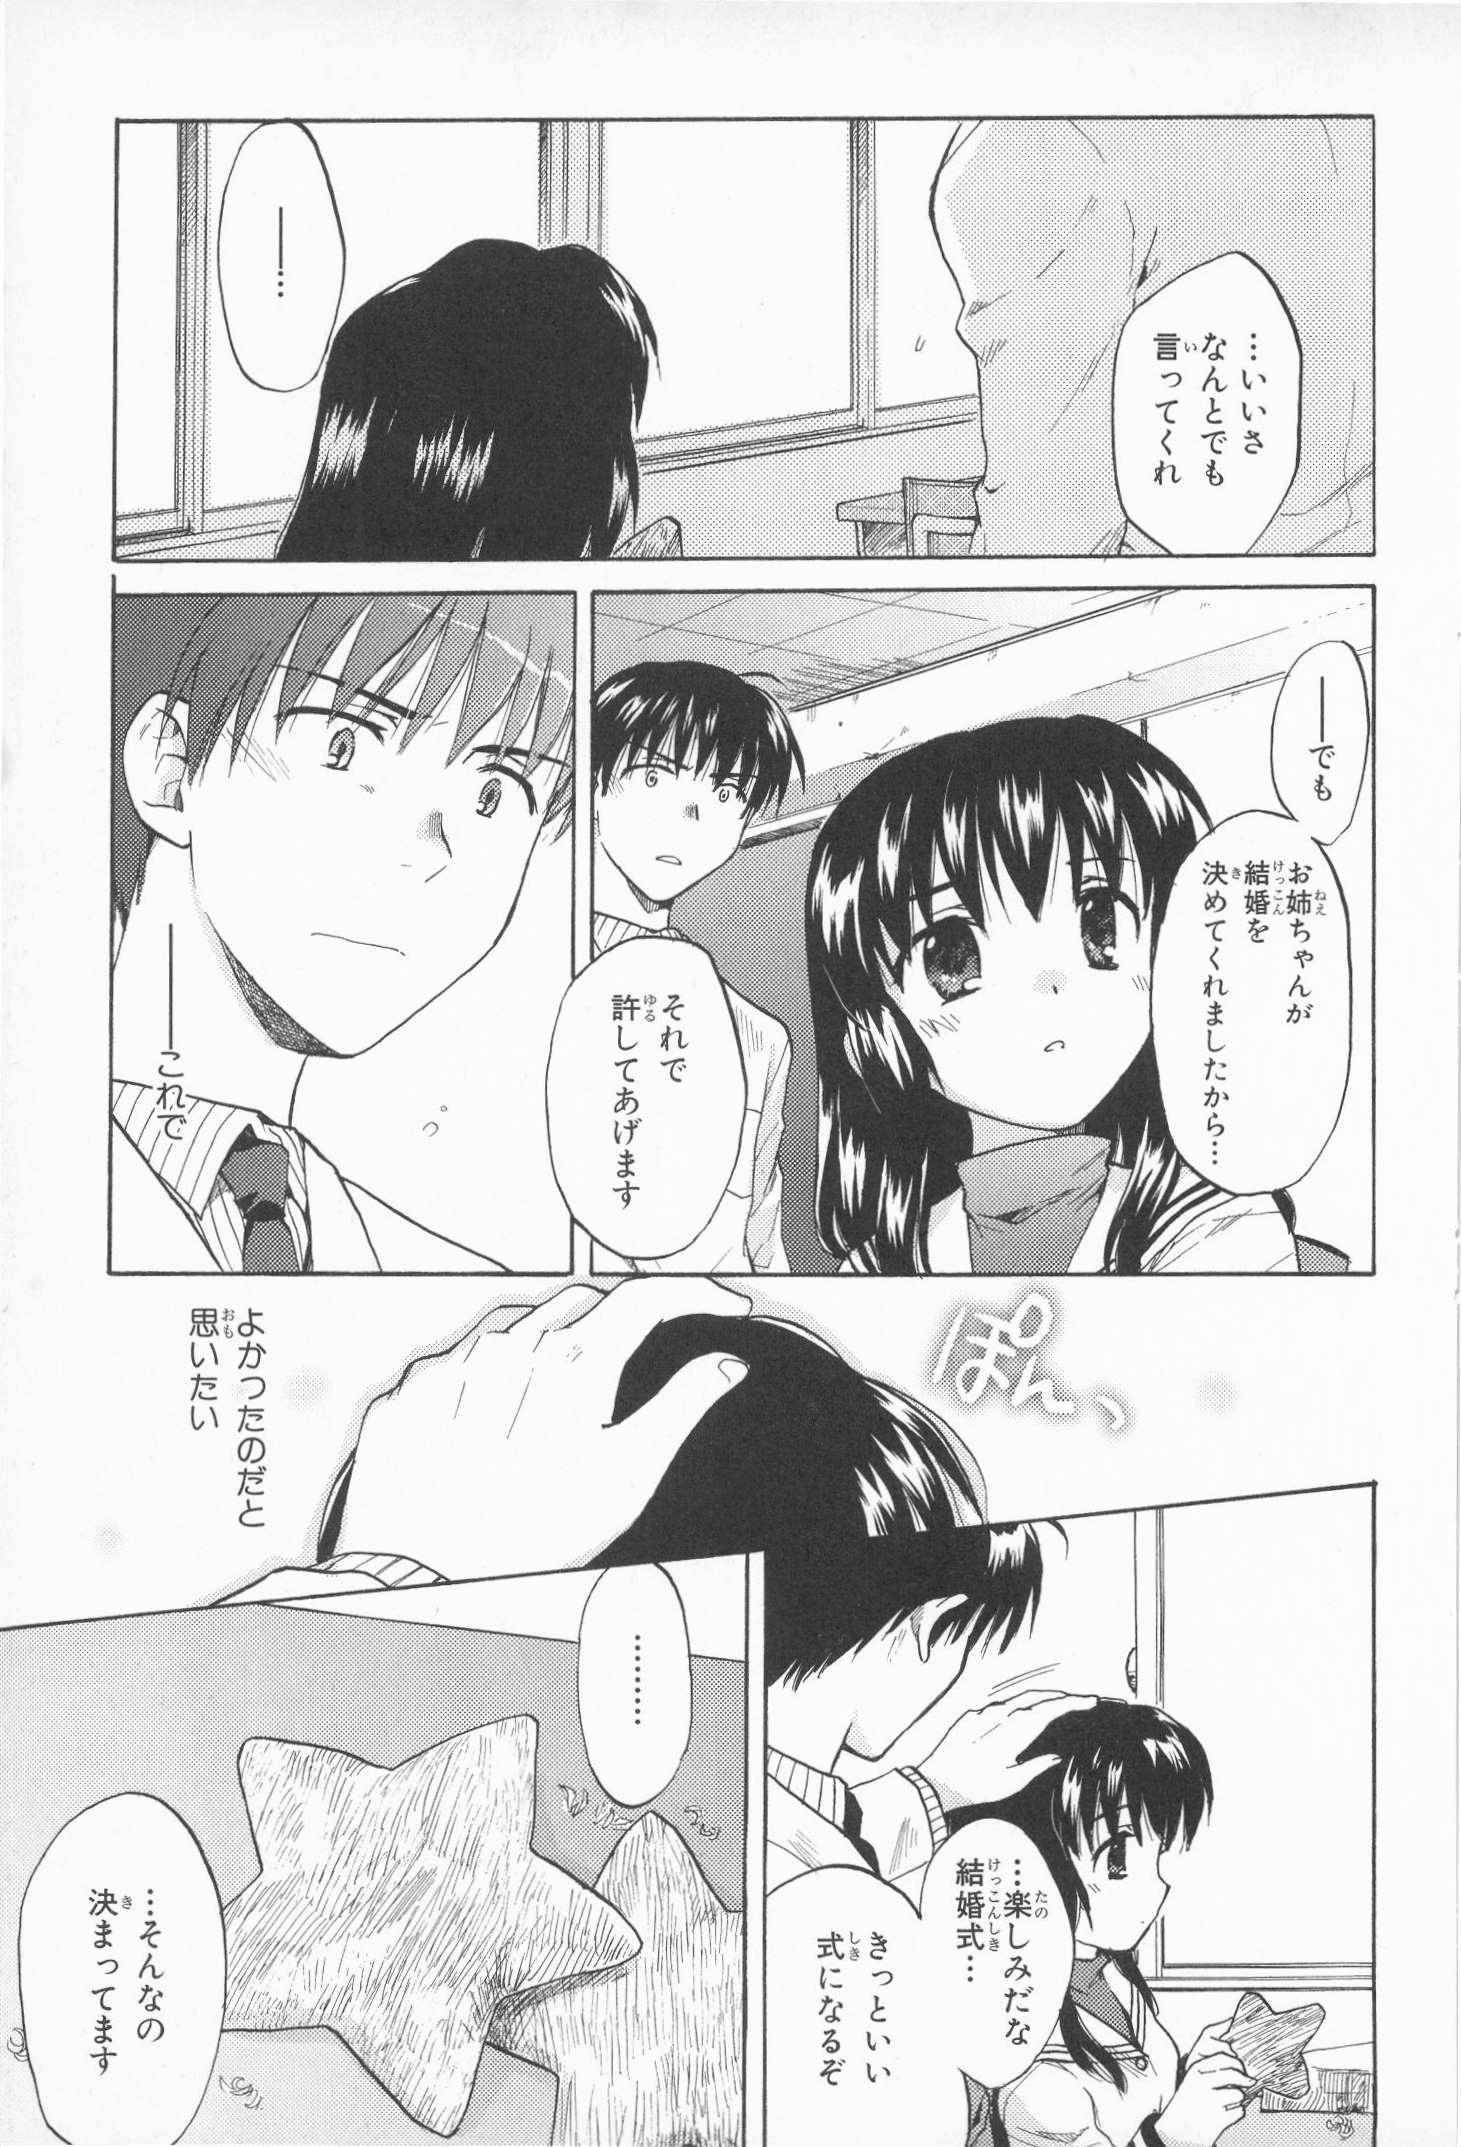 …いいさ
なんとでも
言ってくれ
――…
――でも
お姉ちゃんが
結婚を
決めてくれましたから…
それで
許してあげます
――これで
よかったのだと
思いたい
ぽんっ
…楽しみだな
結婚式…
きっといい
式になるぞ
………
…そんなの
決まってます